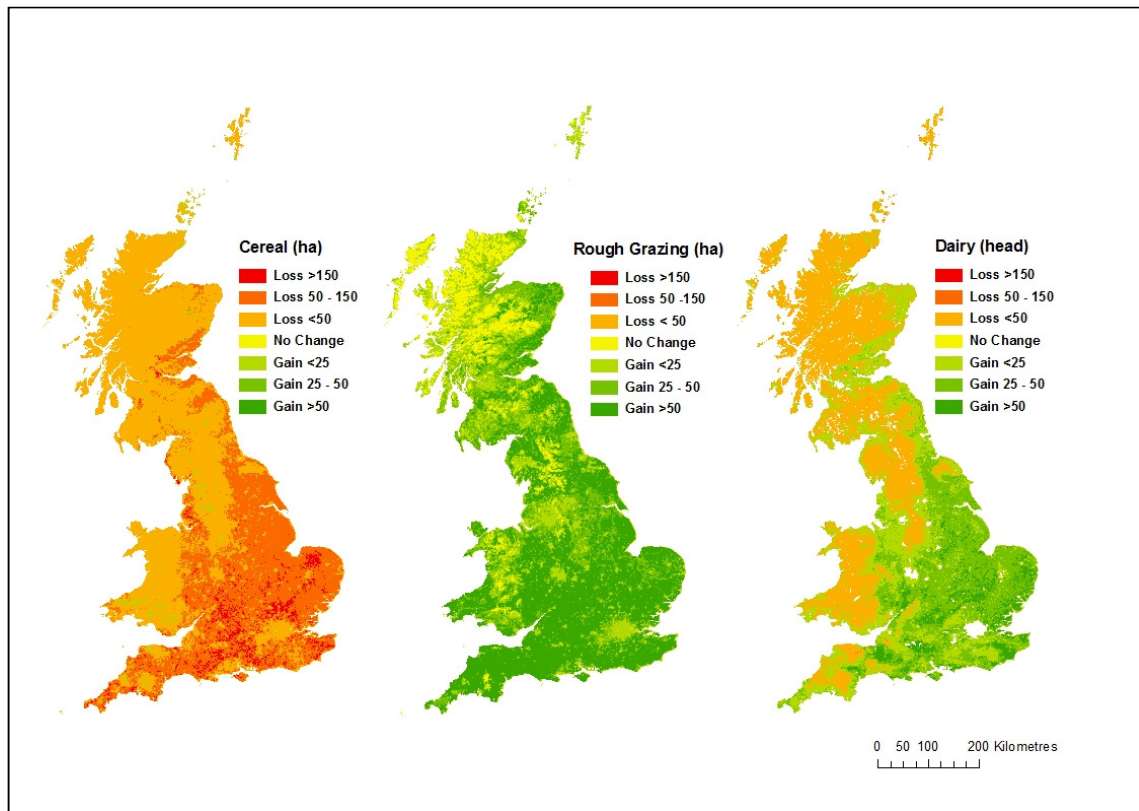 Cereal (ha)
Loss >150
Loss 50 - 150
Loss <50
No Change
Gain <25
Gain 25 - 50
Gain >50
Rough Grazing (ha)
Loss >150
Loss 50 -150
Loss < 50
No Change
Gain <25
Gain 25 - 50
Gain >50
Dairy (head)
Loss >150
Loss 50 - 150
Loss <50
No Change
Gain <25
Gain 25 - 50
Gain >50
0 50 100 200 Kilometres